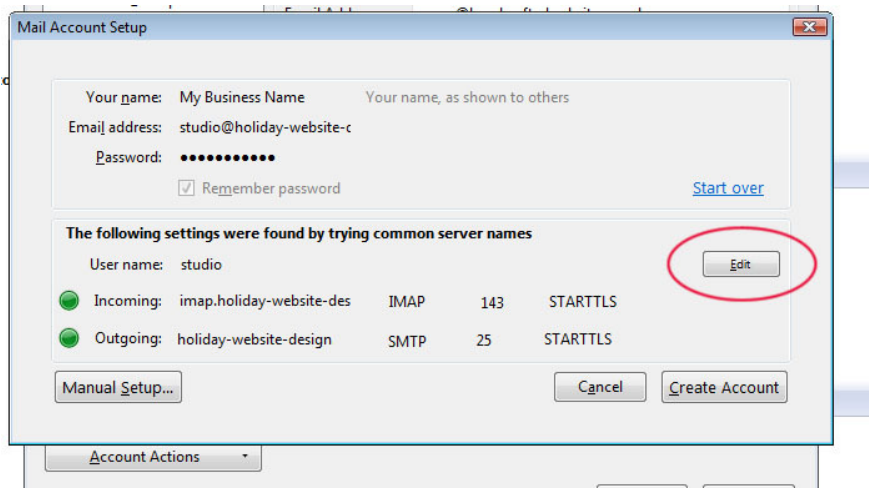 Mail Account Setup
Your name: My Business Name Your name, as shown to others
Email address: studio@holiday-website-c
Password: •••••••••••
Remember password Start over
The following settings were found by trying common server names
User name: studio Edit
Incoming: imap.holiday-website-des IMAP 143 STARTTLS
Outgoing: holiday-website-design SMTP 25 STARTTLS
Manual Setup... Cancel Create Account
Account Actions